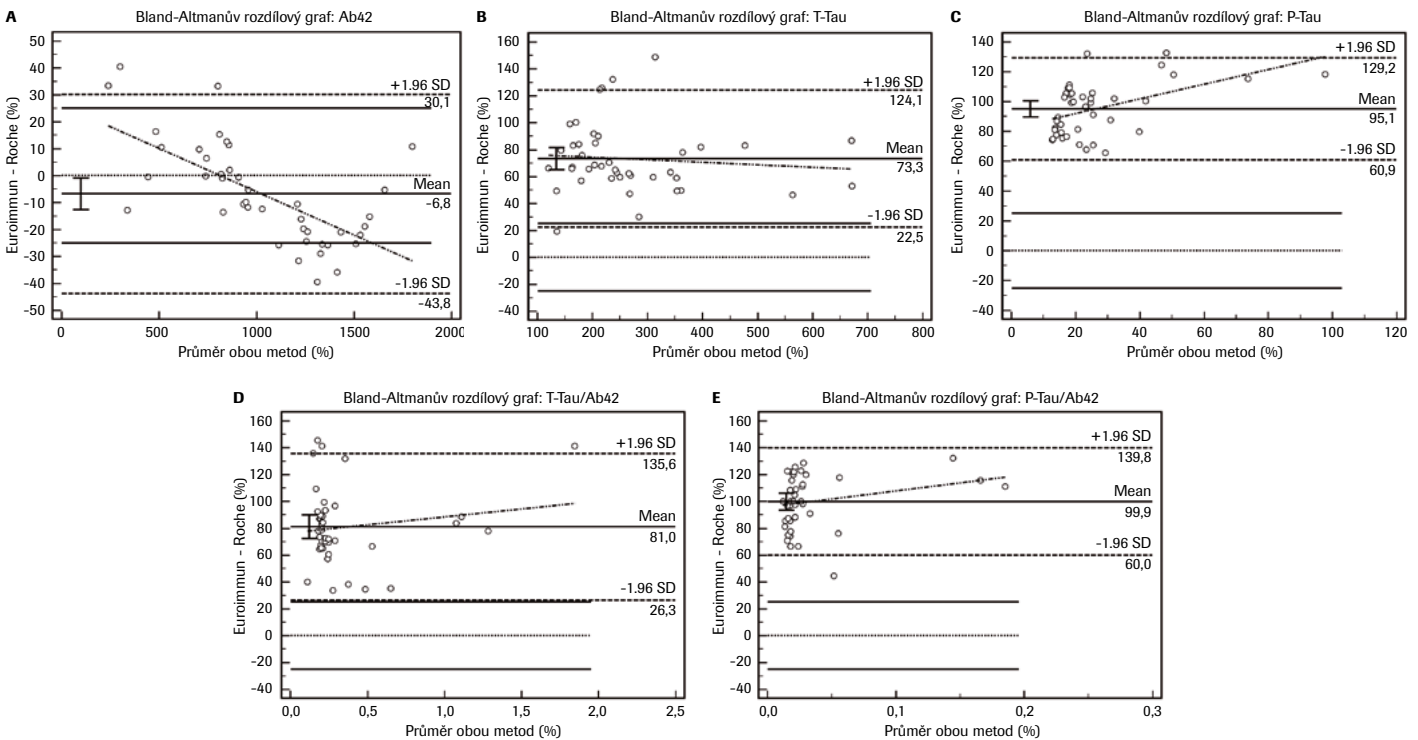 A
Bland-Altmanův rozdílový graf: Ab42
Euroimmun - Roche (%)
50
40
30
20
10
0
-10
-20
-30
-40
-50
+1.96 SD
30,1
Mean
-6,8
-1.96 SD
-43,8
0
500
1000
1500
2000
Průměr obou metod (%)
B
Bland-Altmanův rozdílový graf: T-Tau
Euroimmun - Roche (%)
160
140
120
100
80
60
40
20
0
-20
-40
+1.96 SD
124,1
Mean
73,3
-1.96 SD
22,5
100
200
300
400
500
600
700
800
Průměr obou metod (%)
C
Bland-Altmanův rozdílový graf: P-Tau
Euroimmun - Roche (%)
140
120
100
80
60
40
20
0
-20
-40
+1.96 SD
129,2
Mean
95,1
-1.96 SD
60,9
0
20
40
60
80
100
120
Průměr obou metod (%)
D
Bland-Altmanův rozdílový graf: T-Tau/Ab42
Euroimmun - Roche (%)
160
140
120
100
80
60
40
20
0
-20
-40
+1.96 SD
135,6
Mean
81,0
-1.96 SD
26,3
0,0
0,5
1,0
1,5
2,0
2,5
Průměr obou metod (%)
E
Bland-Altmanův rozdílový graf: P-Tau/Ab42
Euroimmun - Roche (%)
160
140
120
100
80
60
40
20
0
-20
-40
+1.96 SD
139,8
Mean
99,9
-1.96 SD
60,0
0,0
0,1
0,2
0,3
Průměr obou metod (%)